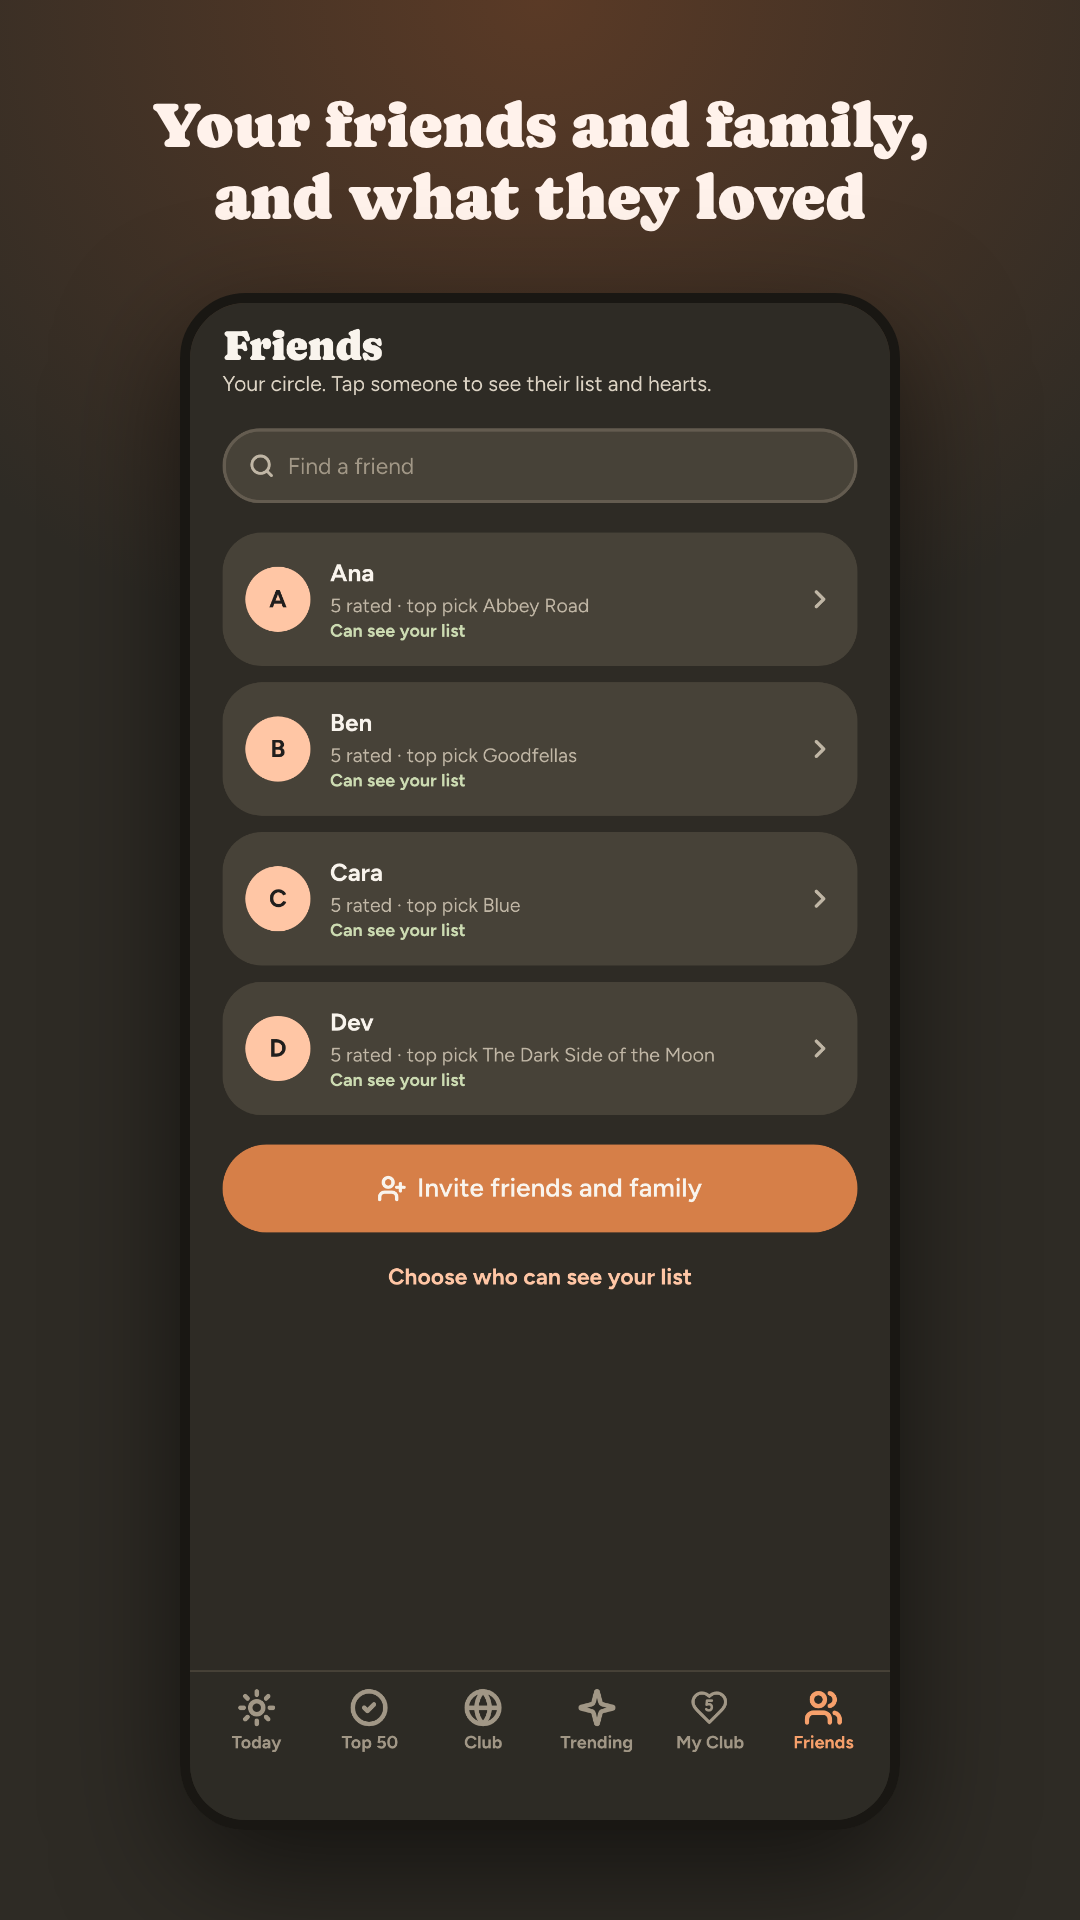 Your friends and family,
and what they loved
Friends
Your circle. Tap someone to see their list and hearts.
Find a friend
A
Ana
5 rated · top pick Abbey Road
Can see your list
B
Ben
5 rated · top pick Goodfellas
Can see your list
C
Cara
5 rated · top pick Blue
Can see your list
D
Dev
5 rated · top pick The Dark Side of the Moon
Can see your list
Invite friends and family
Choose who can see your list
5
Today Top 50 Club Trending My Club Friends